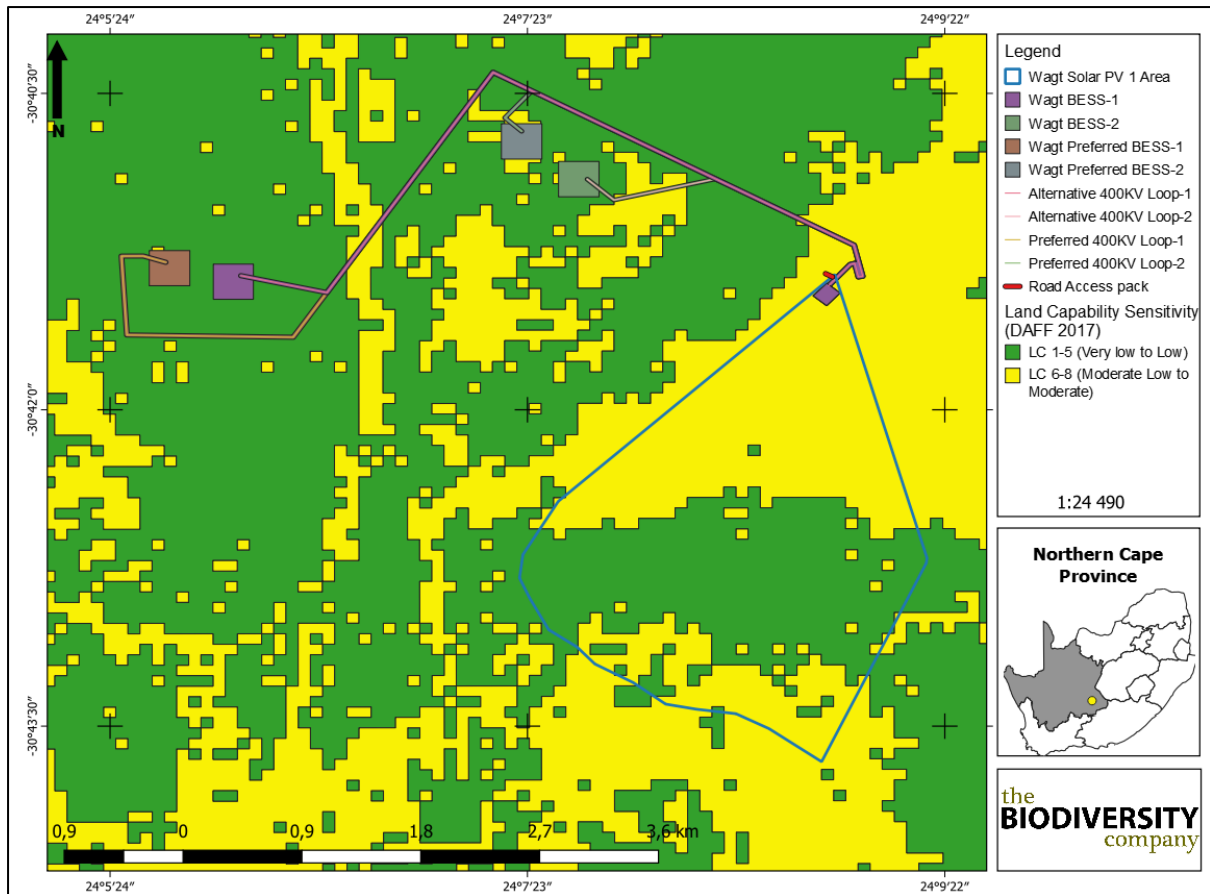 24°5′24″ 24°7′23″ 24°9′22″
-30°40′30″
-30°42′0″
-30°43′30″
N
0,9 0 0,9 1,8 2,7 3,6 km
24°5′24″ 24°7′23″ 24°9′22″
Legend
Wagt Solar PV 1 Area
Wagt BESS-1
Wagt BESS-2
Wagt Preferred BESS-1
Wagt Preferred BESS-2
Alternative 400KV Loop-1
Alternative 400KV Loop-2
Preferred 400KV Loop-1
Preferred 400KV Loop-2
Road Access pack
Land Capability Sensitivity
(DAFF 2017)
LC 1-5 (Very low to Low)
LC 6-8 (Moderate Low to
Moderate)
1:24 490
Northern Cape
Province
the
BIODIVERSITY
company